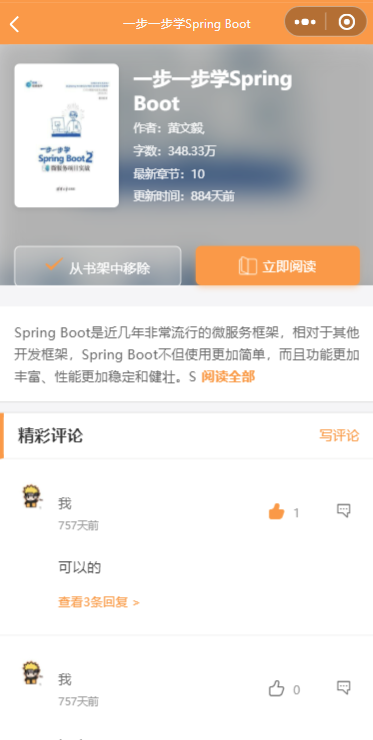 一步一步学Spring Boot
一步一步学Spring
Boot
作者：黄文毅
字数：348.33万
最新章节：10
更新时间：884天前
一步一步学
Spring Boot 2
微服务项目实战
从书架中移除
立即阅读
Spring Boot是近几年非常流行的微服务框架，相对于其他
开发框架，Spring Boot不但使用更加简单，而且功能更加
丰富、性能更加稳定和健壮。S 阅读全部
精彩评论
写评论
我
1
757天前
可以的
查看3条回复 >
我
0
757天前